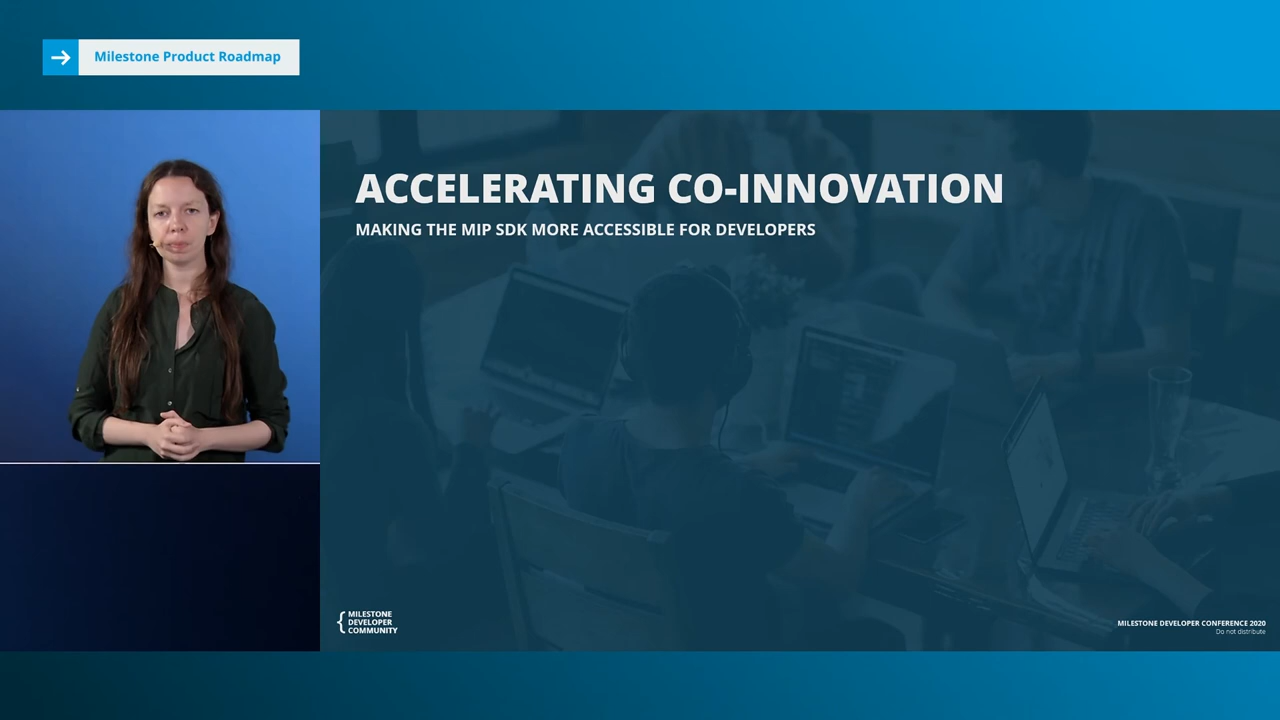 Milestone Product Roadmap
ACCELERATING CO-INNOVATION
MAKING THE MIP SDK MORE ACCESSIBLE FOR DEVELOPERS
MILESTONE
DEVELOPER
COMMUNITY
MILESTONE DEVELOPER CONFERENCE 2020
Do not distribute